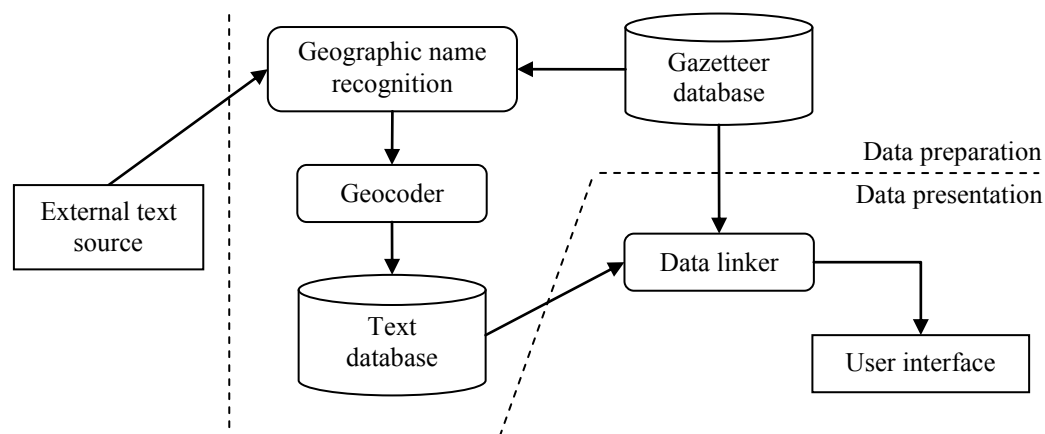 Geographic name
recognition
Gazetteer
database
Data preparation
Data presentation
Geocoder
External text
source
Data linker
Text
database
User interface